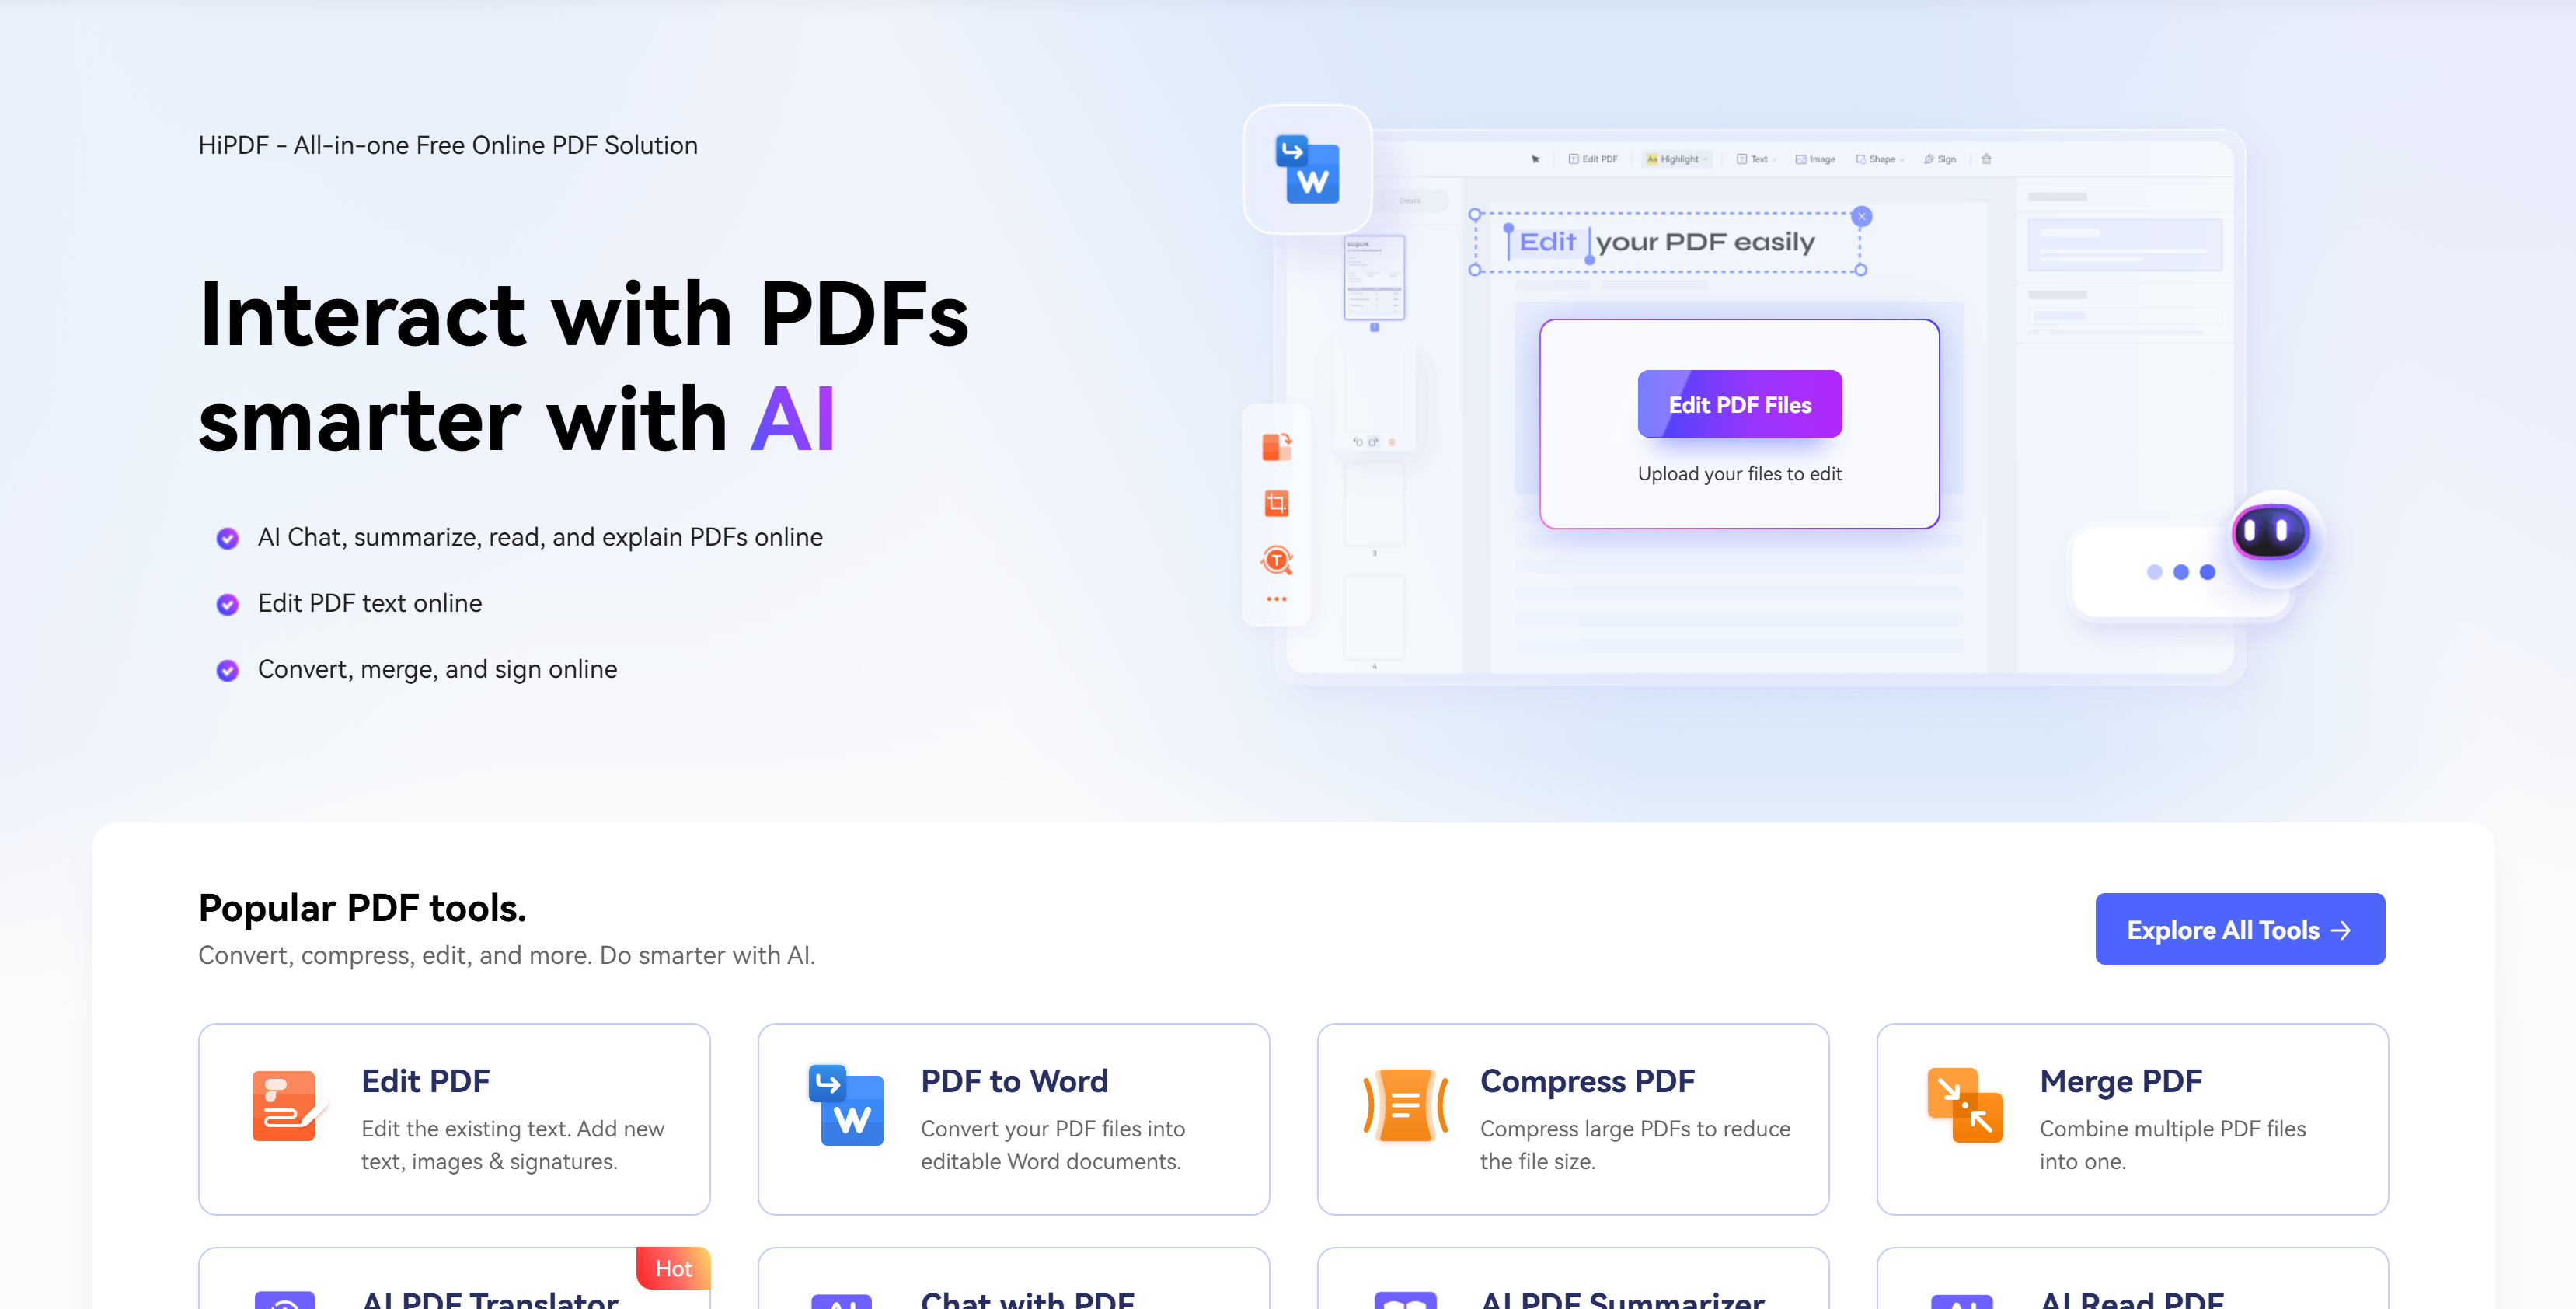 HiPDF - All-in-one Free Online PDF Solution
Interact with PDFs
smarter with AI
AI Chat, summarize, read, and explain PDFs online
Edit PDF text online
Convert, merge, and sign online
W
Edit PDF
Aa Highlight
Text
Image
Shape
Sign
Details
Edit your PDF easily
Edit PDF Files
Upload your files to edit
T
3
4
Popular PDF tools.
Convert, compress, edit, and more. Do smarter with AI.
Explore All Tools →
Edit PDF
Edit the existing text. Add new
text, images & signatures.
W
PDF to Word
Convert your PDF files into
editable Word documents.
Compress PDF
Compress large PDFs to reduce
the file size.
Merge PDF
Combine multiple PDF files
into one.
Hot
AI PDF Translator
Chat with PDF
AI PDF Summarizer
AI Read PDF